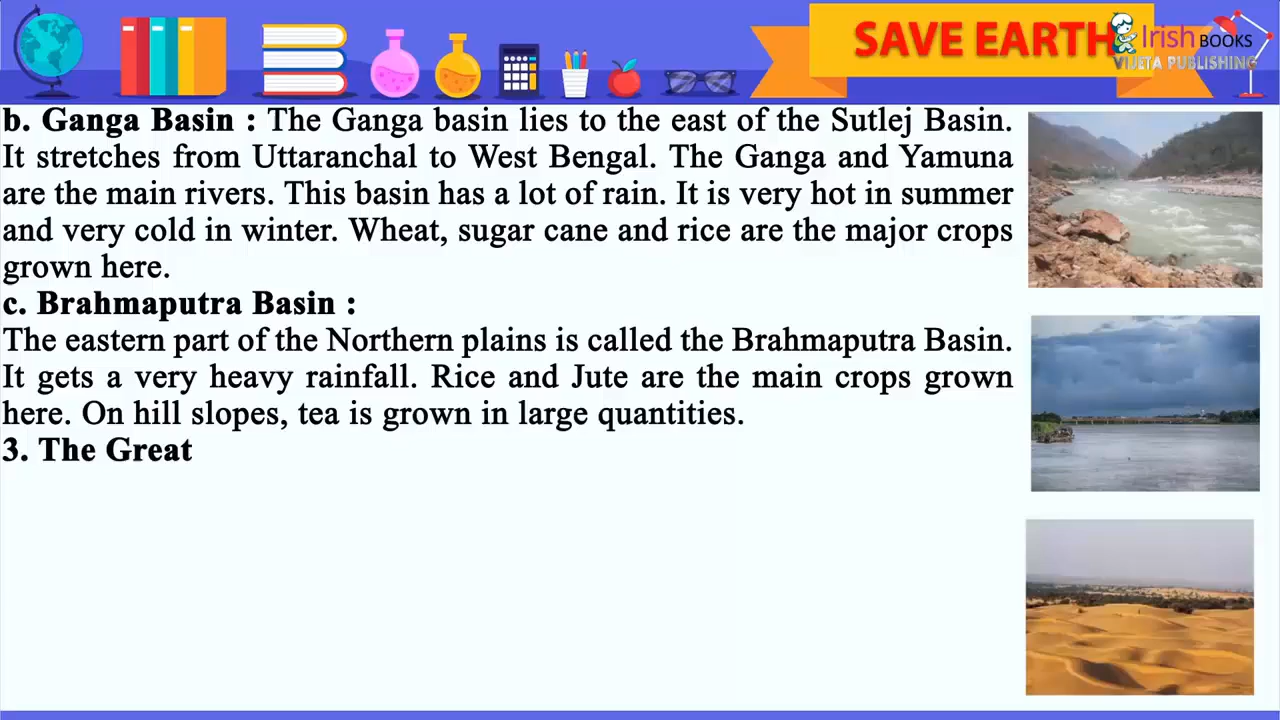 SAVE EARTH
Irish BOOKS
VIJETA PUBLISHING
b. Ganga Basin : The Ganga basin lies to the east of the Sutlej Basin.
It stretches from Uttaranchal to West Bengal. The Ganga and Yamuna
are the main rivers. This basin has a lot of rain. It is very hot in summer
and very cold in winter. Wheat, sugar cane and rice are the major crops
grown here.
c. Brahmaputra Basin :
The eastern part of the Northern plains is called the Brahmaputra Basin.
It gets a very heavy rainfall. Rice and Jute are the main crops grown
here. On hill slopes, tea is grown in large quantities.
3. The Great